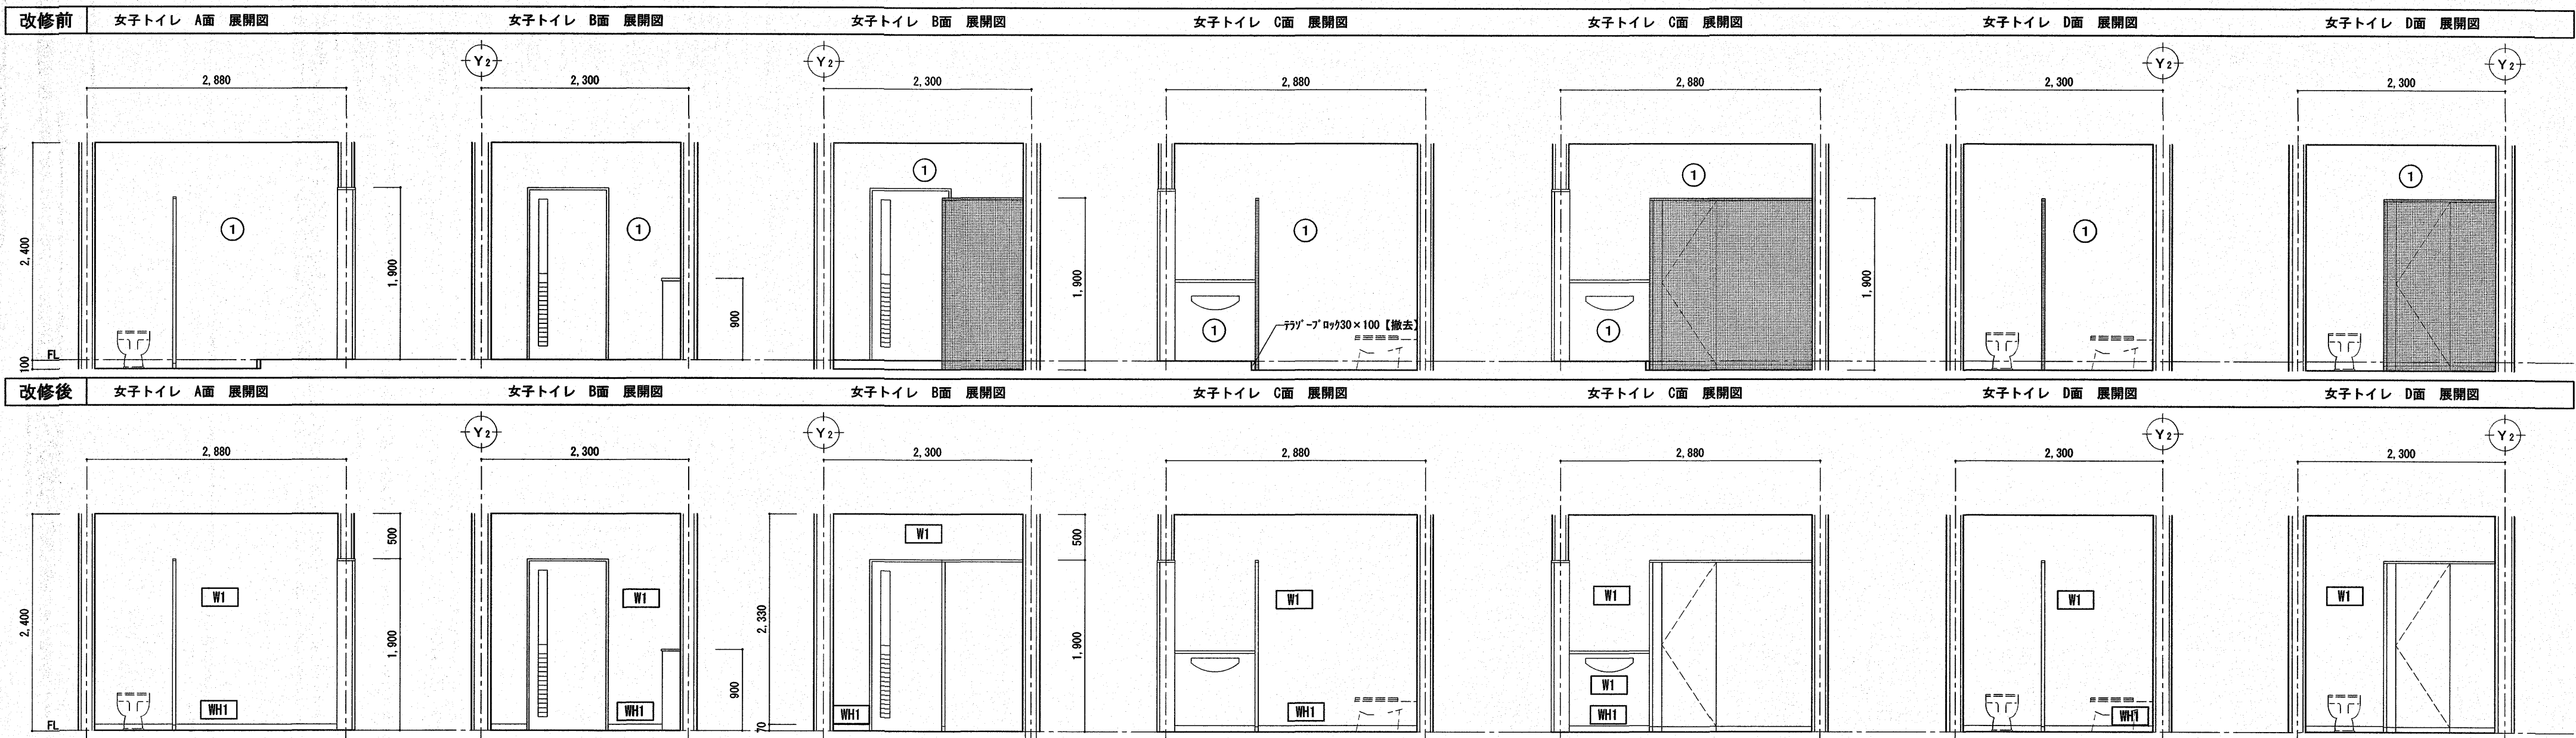 改修前 女子トイレ A面 展開図 女子トイレ B面 展開図 女子トイレ B面 展開図 女子トイレ C面 展開図 女子トイレ C面 展開図 女子トイレ D面 展開図 女子トイレ D面 展開図
Y2 Y2 Y2 Y2
2,880 2,300 2,300 2,880 2,880 2,300 2,300
1 1 1 1 1 1 1
2,400 1,900 900 1,900 1,900
1 1
テラゾーブロック30×100【撤去】
FL
100
改修後 女子トイレ A面 展開図 女子トイレ B面 展開図 女子トイレ B面 展開図 女子トイレ C面 展開図 女子トイレ C面 展開図 女子トイレ D面 展開図 女子トイレ D面 展開図
Y2 Y2 Y2 Y2
2,880 2,300 2,300 2,880 2,880 2,300 2,300
500 W1 500
W1 W1 W1 W1 W1 W1
2,400 1,900 900 2,330 1,900
W1
WH1 WH1 WH1 WH1 WH1 WH1
FL 70